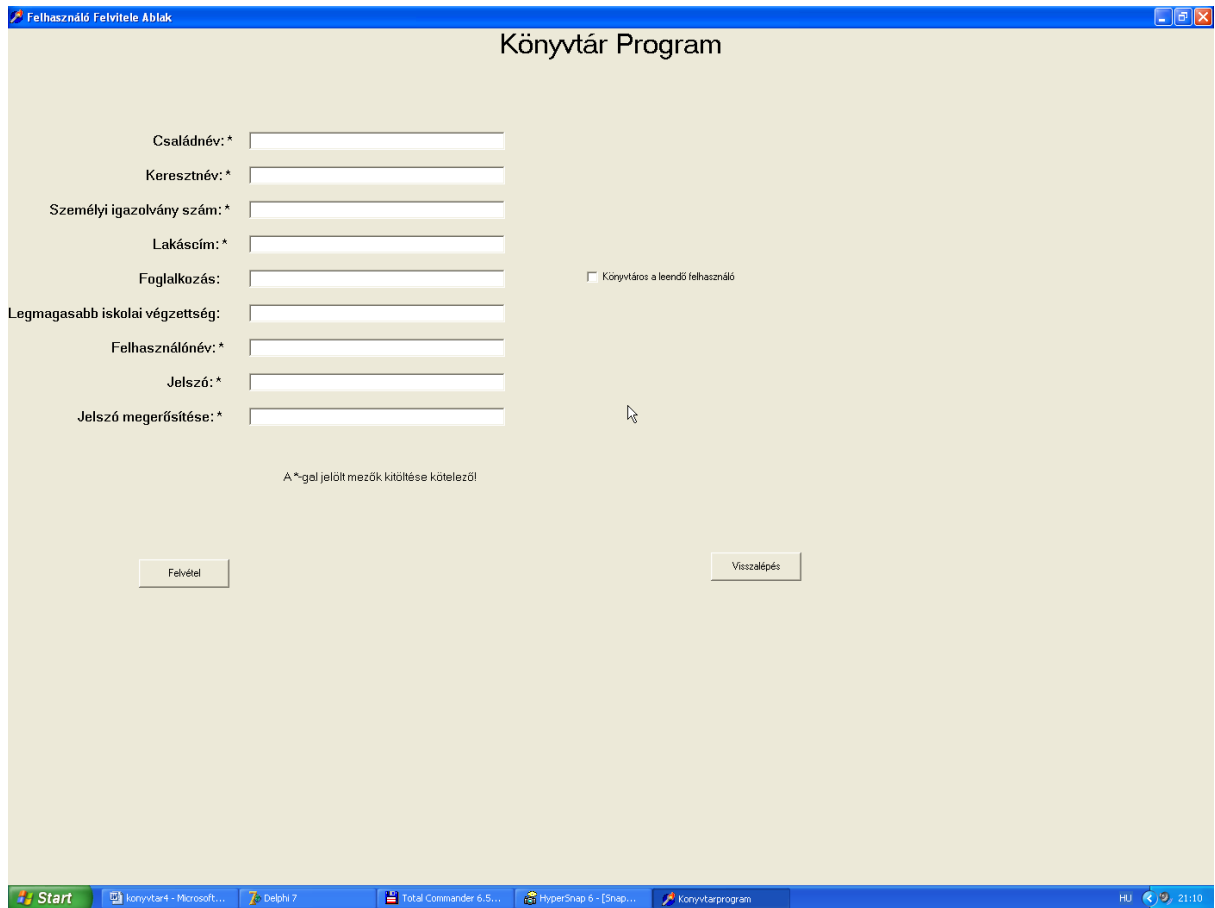 Felhasználó Felvitele Ablak
Könyvtár Program
Családnév: *
Keresztnév: *
Személyi igazolvány szám: *
Lakáscím: *
Foglalkozás:
Könyvtáros a leendő felhasználó
Legmagasabb iskolai végzettség:
Felhasználónév: *
Jelszó: *
Jelszó megerősítése: *
A *-gal jelölt mezők kitöltése kötelező!
Felvétel
Visszalépés
Start
konyvtar4 - Microsoft...
Delphi 7
Total Commander 6.5...
HyperSnap 6 - [Snap...
Konyvtarprogram
HU
21:10